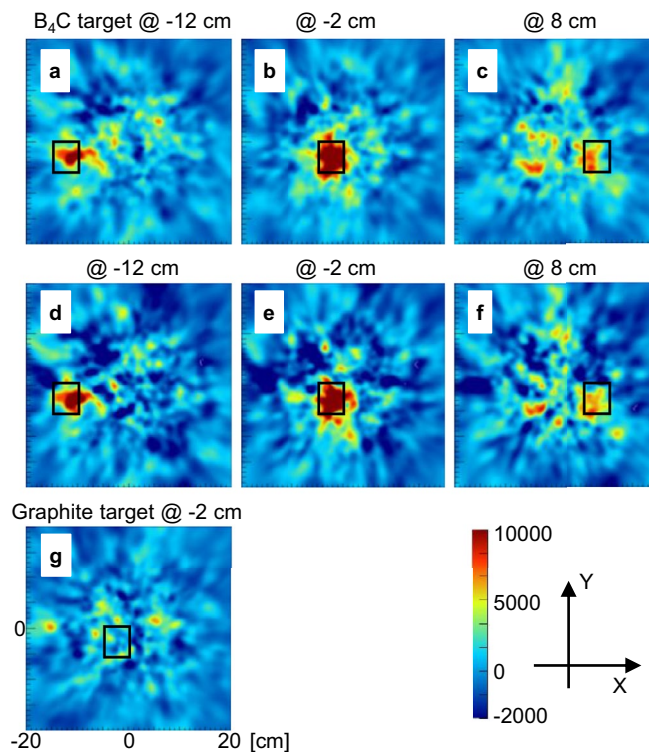 B₄C target @ -12 cm @ -2 cm @ 8 cm
a b c
@ -12 cm @ -2 cm @ 8 cm
d e f
Graphite target @ -2 cm
g
10000
Y
5000
0
0
X
-2000
-20 0 20 [cm]